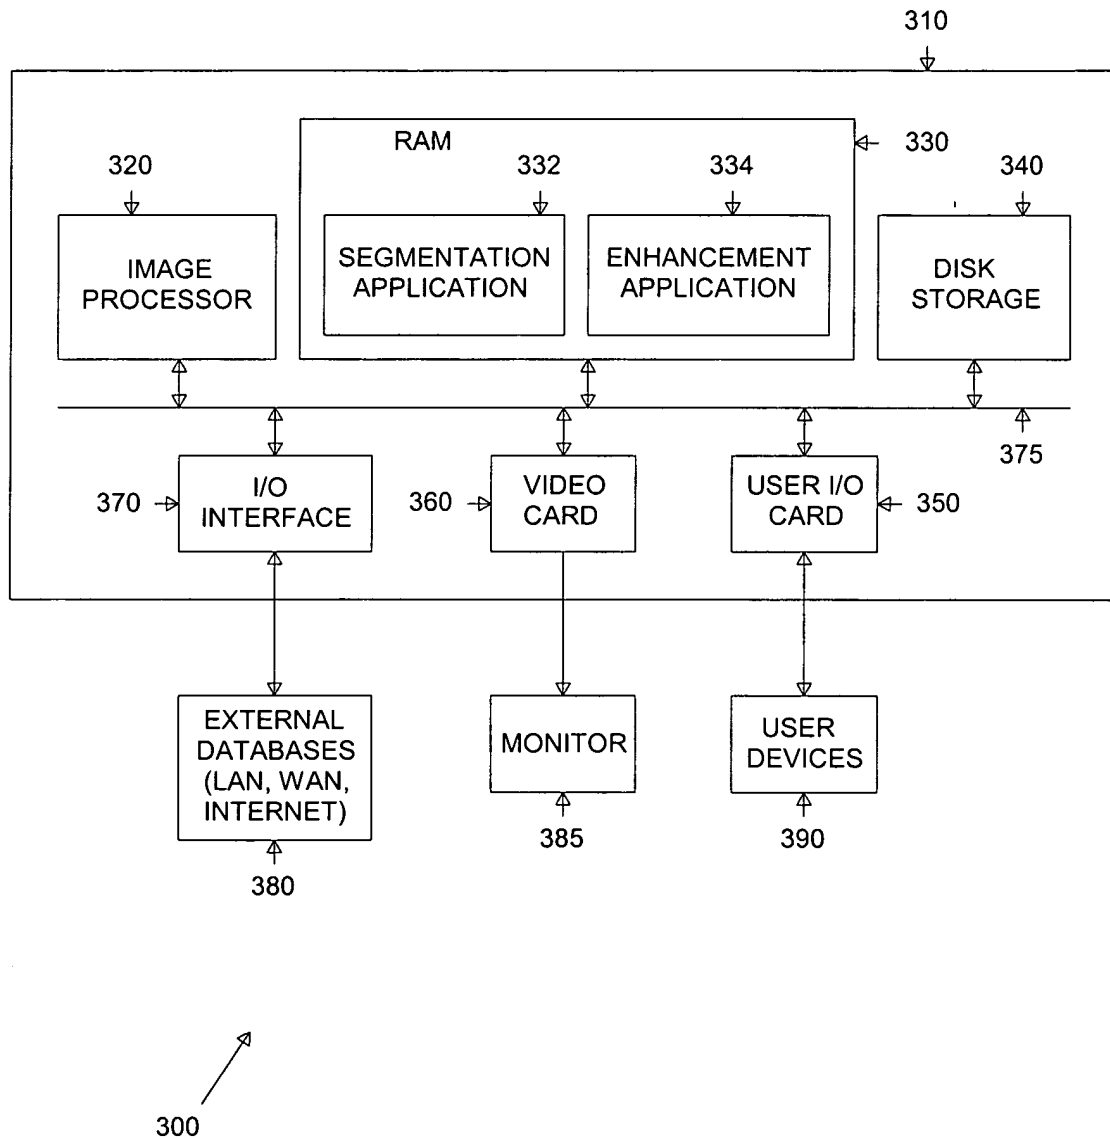 310
RAM
330
320
332
334
340
IMAGE
PROCESSOR
SEGMENTATION
APPLICATION
ENHANCEMENT
APPLICATION
DISK
STORAGE
375
370
I/O
INTERFACE
360
VIDEO
CARD
USER I/O
CARD
350
EXTERNAL
DATABASES
(LAN, WAN,
INTERNET)
MONITOR
USER
DEVICES
380
385
390
300